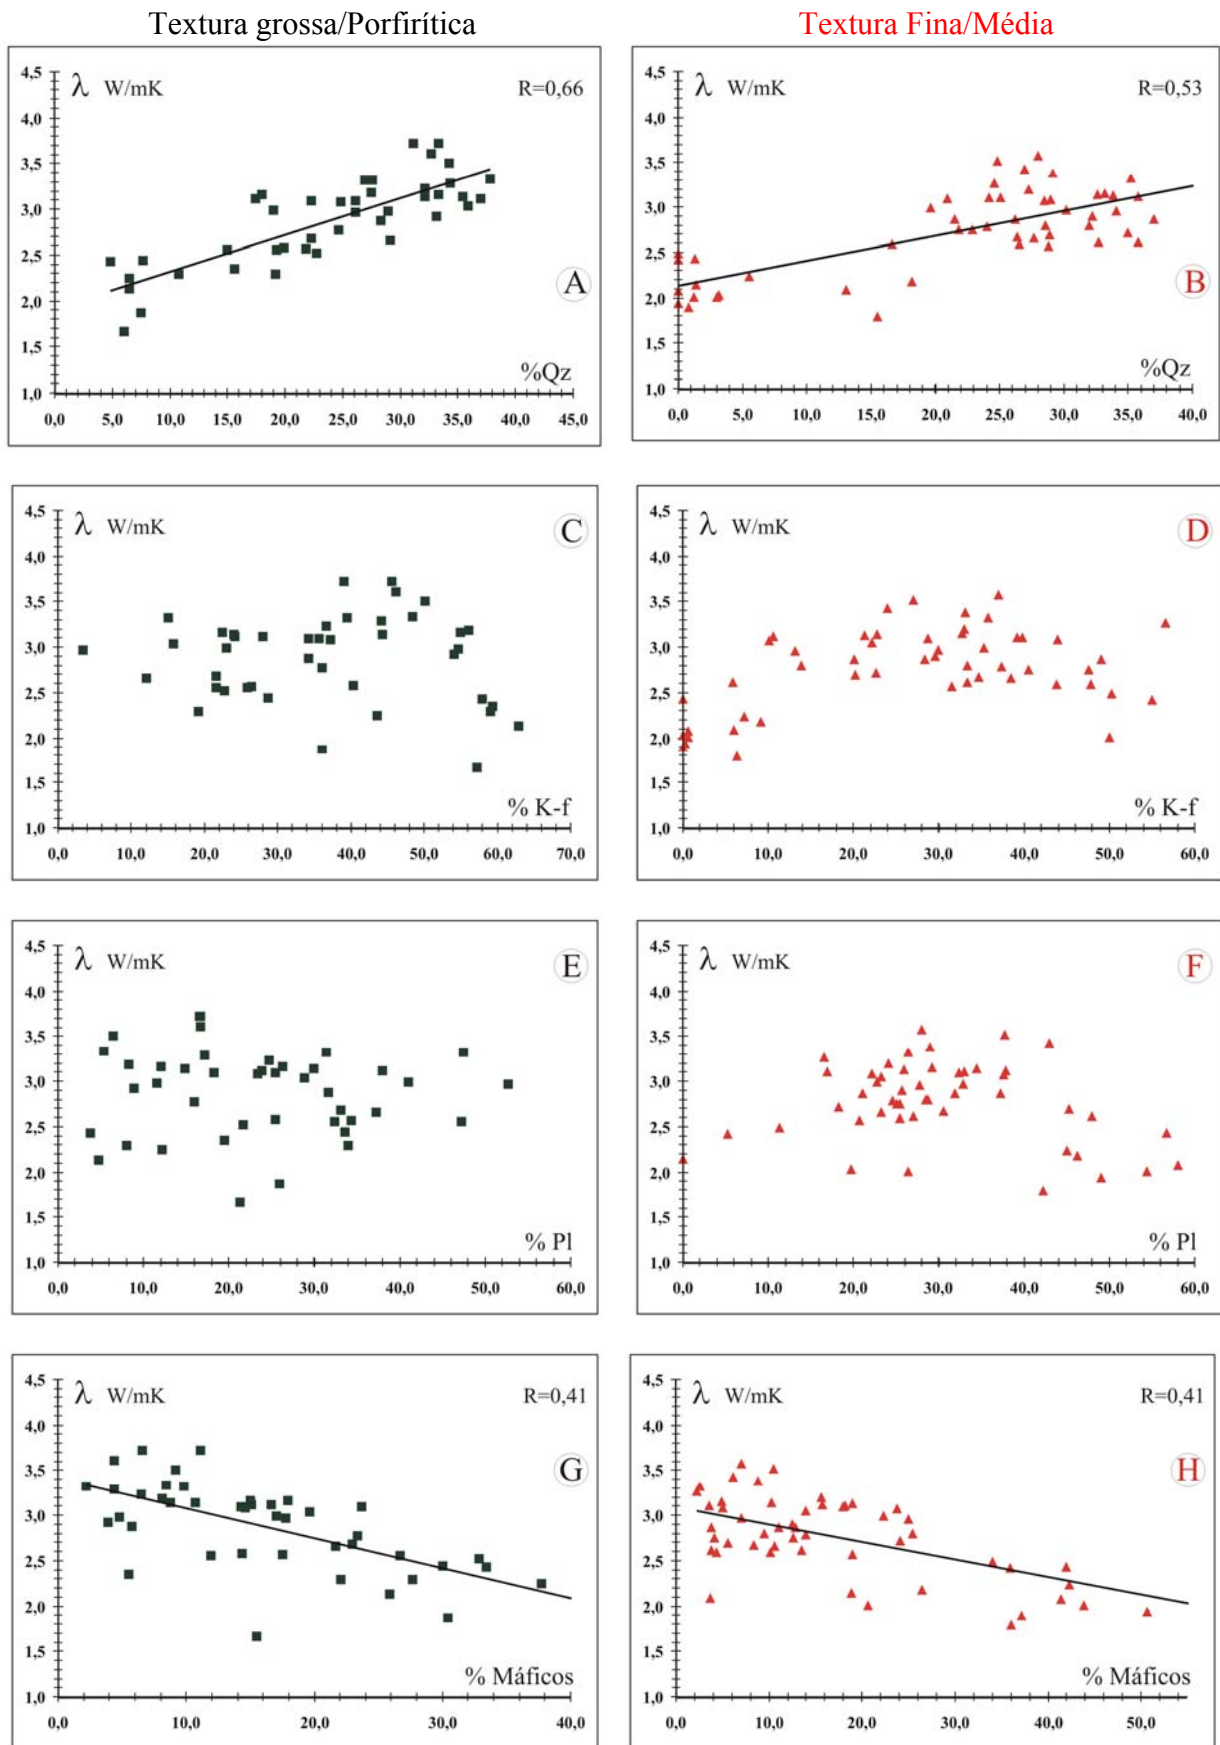 Textura grossa/Porfirítica
Textura Fina/Média
4,5
λ W/mK
R=0,66
4,0
3,5
3,0
2,5
2,0
1,5
1,0
A
%Qz
0,0 5,0 10,0 15,0 20,0 25,0 30,0 35,0 40,0 45,0
4,5
λ W/mK
R=0,53
4,0
3,5
3,0
2,5
2,0
1,5
1,0
B
%Qz
0,0 5,0 10,0 15,0 20,0 25,0 30,0 35,0 40,0
4,5
λ W/mK
C
4,0
3,5
3,0
2,5
2,0
1,5
1,0
% K-f
0,0 10,0 20,0 30,0 40,0 50,0 60,0 70,0
4,5
λ W/mK
D
4,0
3,5
3,0
2,5
2,0
1,5
1,0
% K-f
0,0 10,0 20,0 30,0 40,0 50,0 60,0
4,5
λ W/mK
E
4,0
3,5
3,0
2,5
2,0
1,5
1,0
% Pl
0,0 10,0 20,0 30,0 40,0 50,0 60,0
4,5
λ W/mK
F
4,0
3,5
3,0
2,5
2,0
1,5
1,0
% Pl
0,0 10,0 20,0 30,0 40,0 50,0 60,0
4,5
λ W/mK
R=0,41
4,0
3,5
G
3,0
2,5
2,0
1,5
1,0
% Máficos
0,0 10,0 20,0 30,0 40,0
4,5
λ W/mK
R=0,41
4,0
3,5
H
3,0
2,5
2,0
1,5
1,0
% Máficos
0,0 10,0 20,0 30,0 40,0 50,0